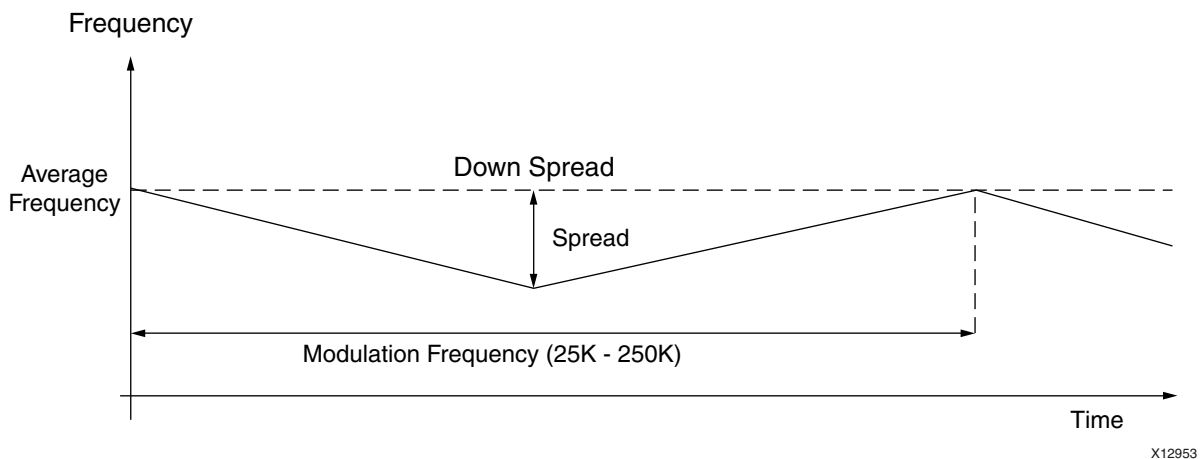 Frequency
Average
Frequency
Down Spread
Spread
Modulation Frequency (25K - 250K)
Time
X12953